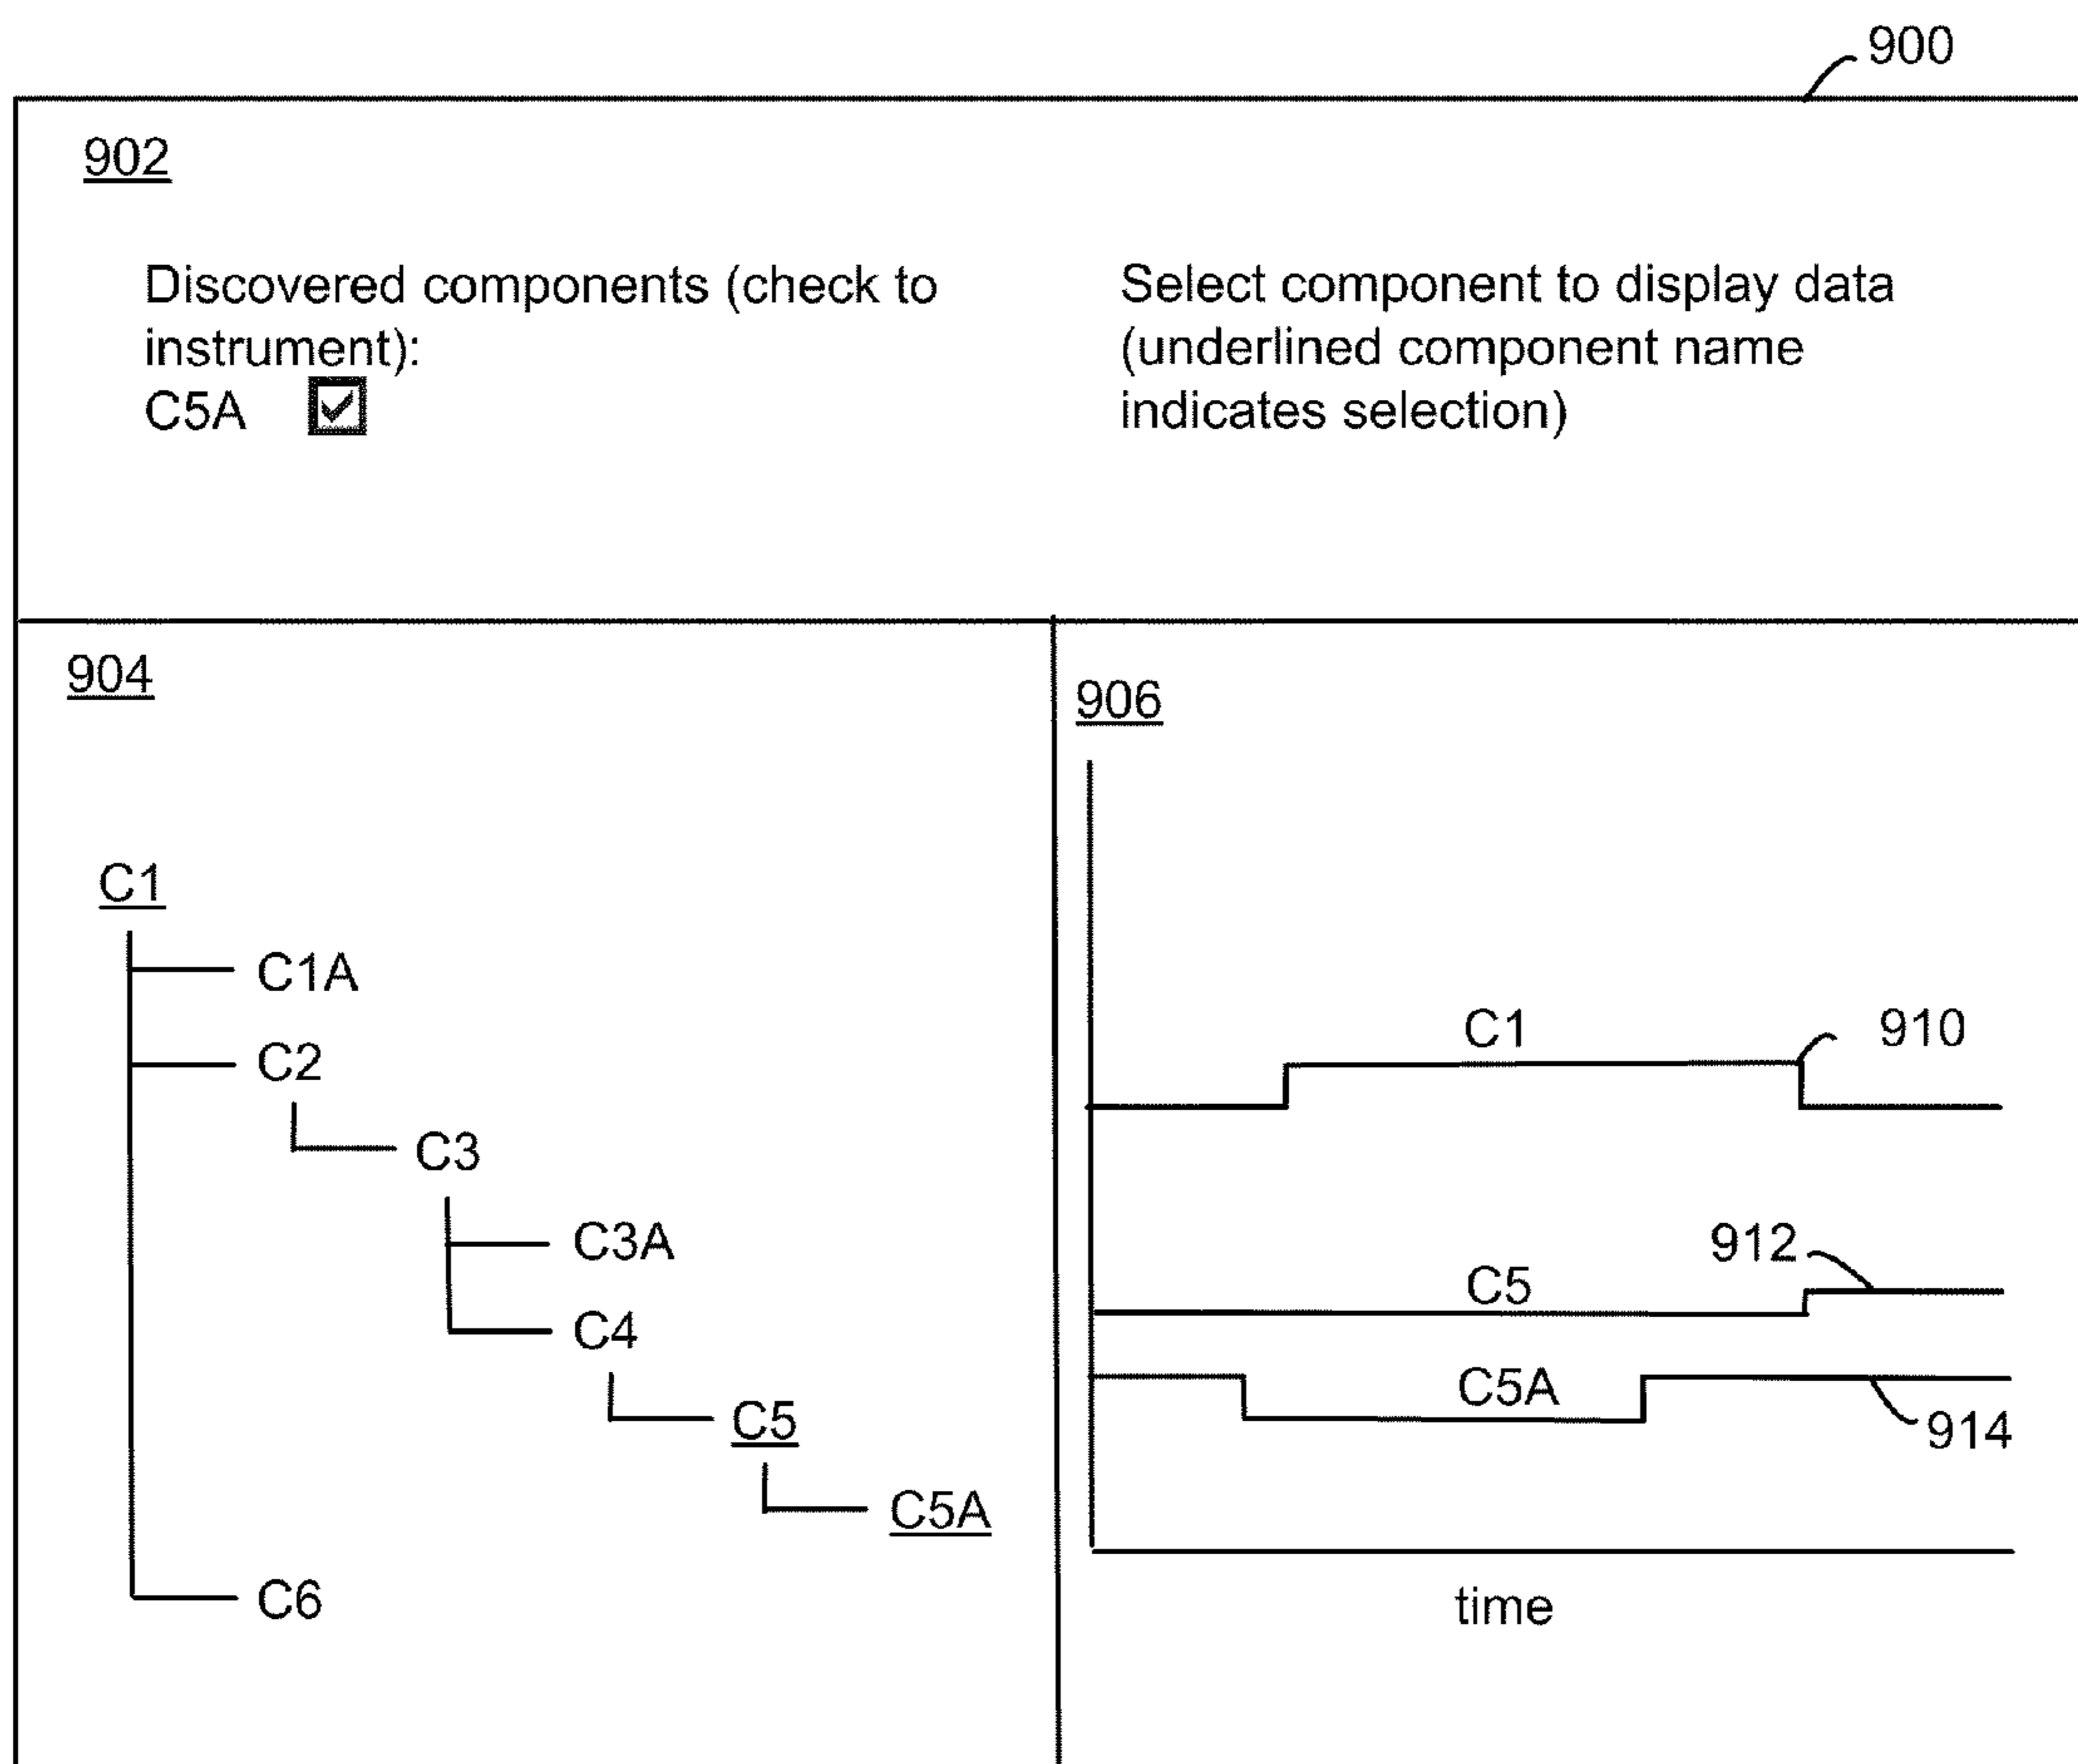 900
902
Discovered components (check to
instrument):
C5A
Select component to display data
(underlined component name
indicates selection)
904
C1
C1A
C2
C3
C3A
C4
C5
C5A
C6
906
C1
910
912
C5
C5A
914
time